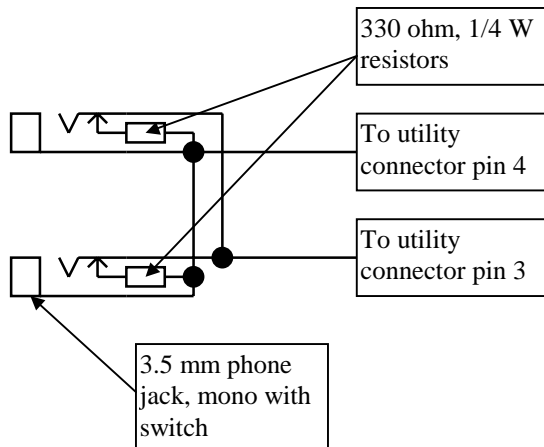 330 ohm, 1/4 W
resistors
To utility
connector pin 4
To utility
connector pin 3
3.5 mm phone
jack, mono with
switch